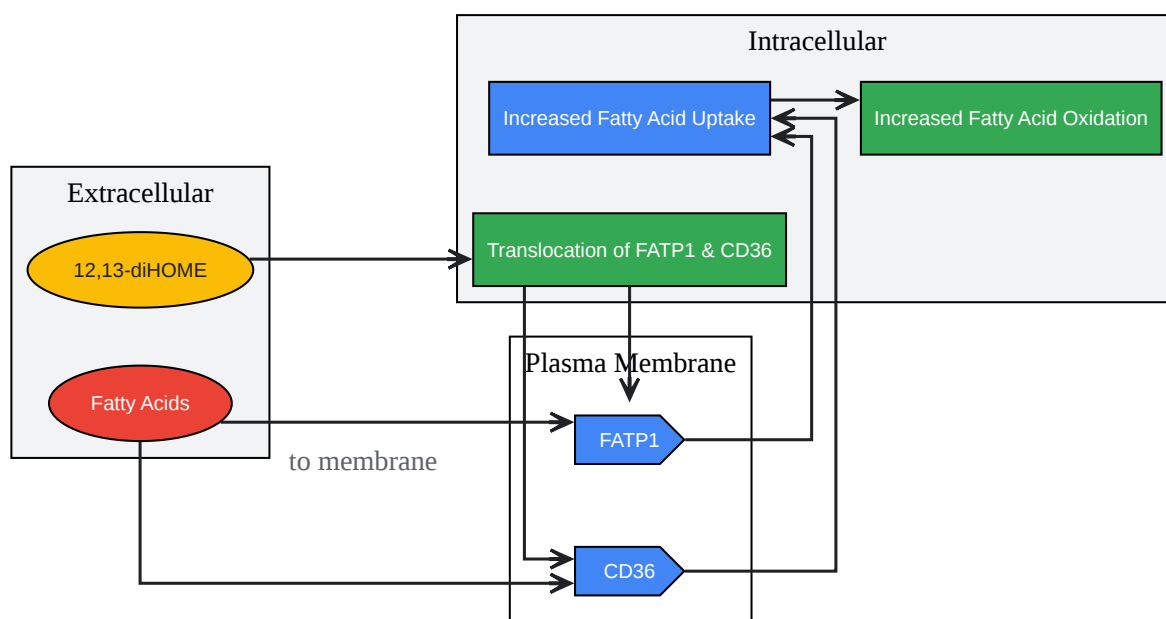 Intracellular
Increased Fatty Acid Uptake
Increased Fatty Acid Oxidation
Extracellular
Translocation of FATP1 & CD36
12,13-diHOME
Plasma Membrane
Fatty Acids
FATP1
to membrane
CD36